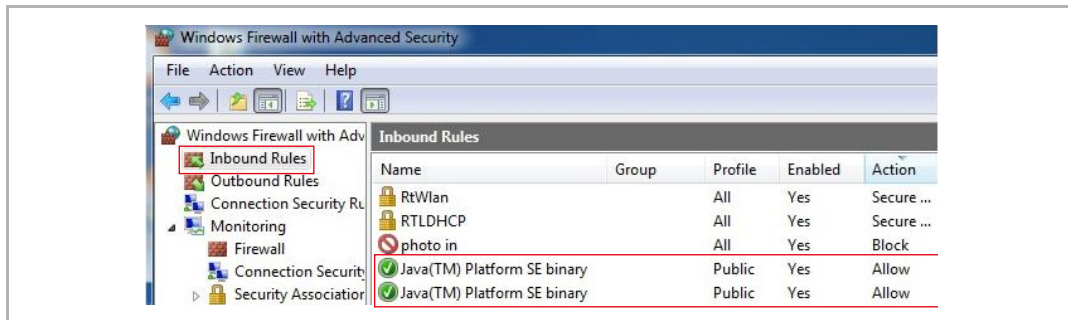 Windows Firewall with Advanced Security
File Action View Help
Windows Firewall with Adv
Inbound Rules
Outbound Rules
Connection Security Ru
Monitoring
Firewall
Connection Securit
Security Association
Inbound Rules
Name Group Profile Enabled Action
RtWlan All Yes Secure ...
RTLDHCP All Yes Secure ...
photo in All Yes Block
Java(TM) Platform SE binary Public Yes Allow
Java(TM) Platform SE binary Public Yes Allow